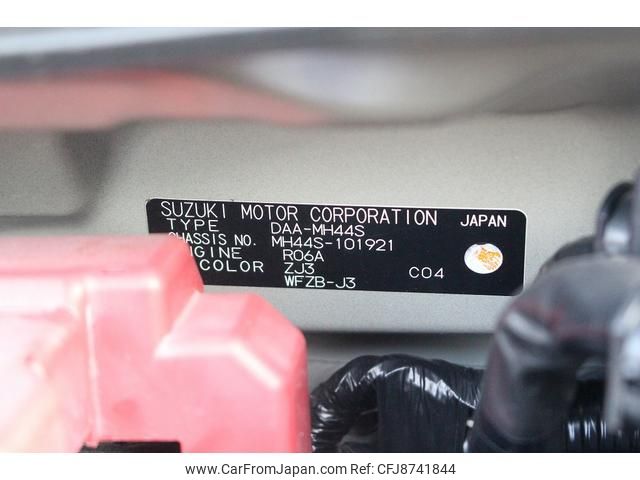 SUZUKI MOTOR CORPORATION JAPAN
TYPE DAA-MH44S
CHASSIS NO. MH44S-101921
ENGINE R06A
COLOR ZJ3 C04
WFZB-J3
© www.CarFromJapan.com CFJ8741844